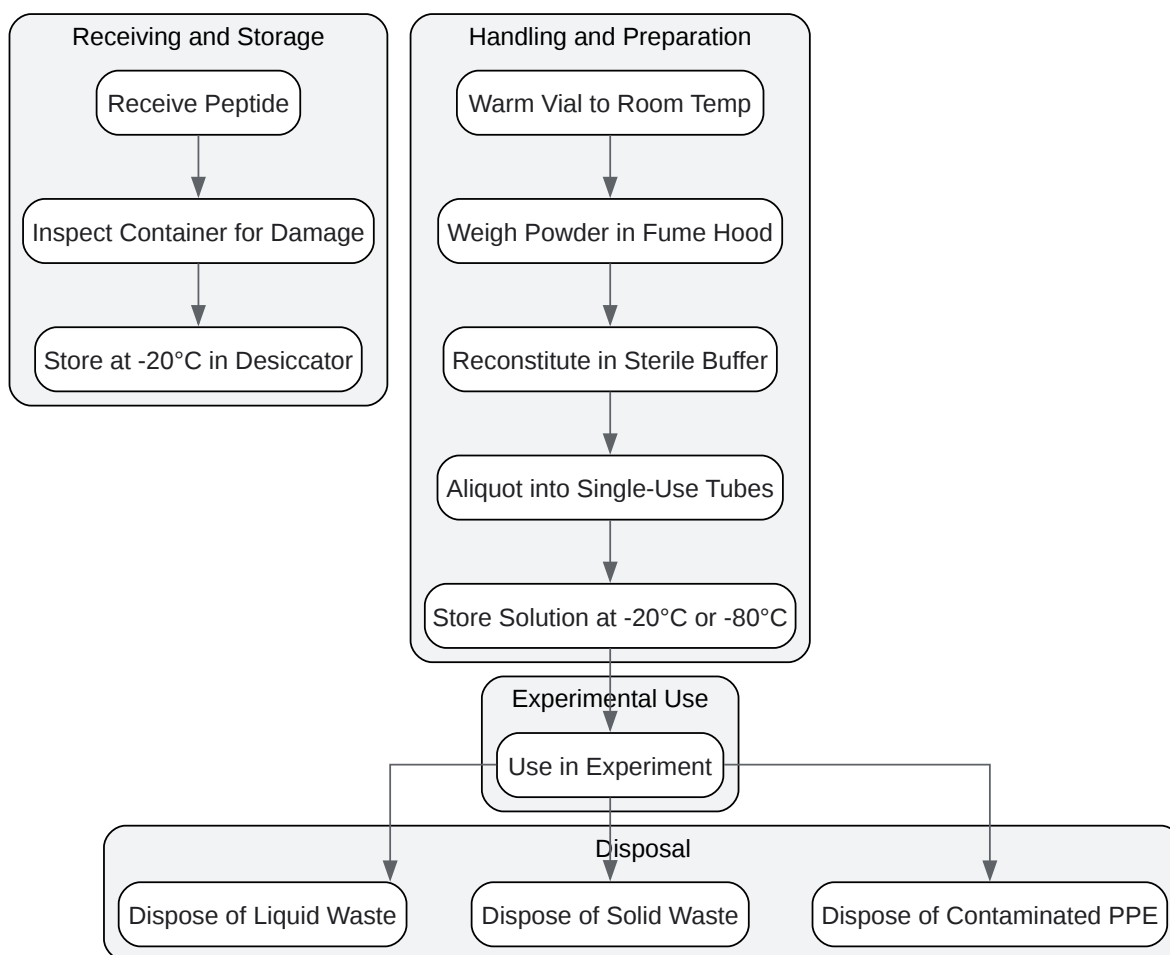 Receiving and Storage
Receive Peptide
Inspect Container for Damage
Store at -20°C in Desiccator
Handling and Preparation
Warm Vial to Room Temp
Weigh Powder in Fume Hood
Reconstitute in Sterile Buffer
Aliquot into Single-Use Tubes
Store Solution at -20°C or -80°C
Experimental Use
Use in Experiment
Disposal
Dispose of Liquid Waste
Dispose of Solid Waste
Dispose of Contaminated PPE